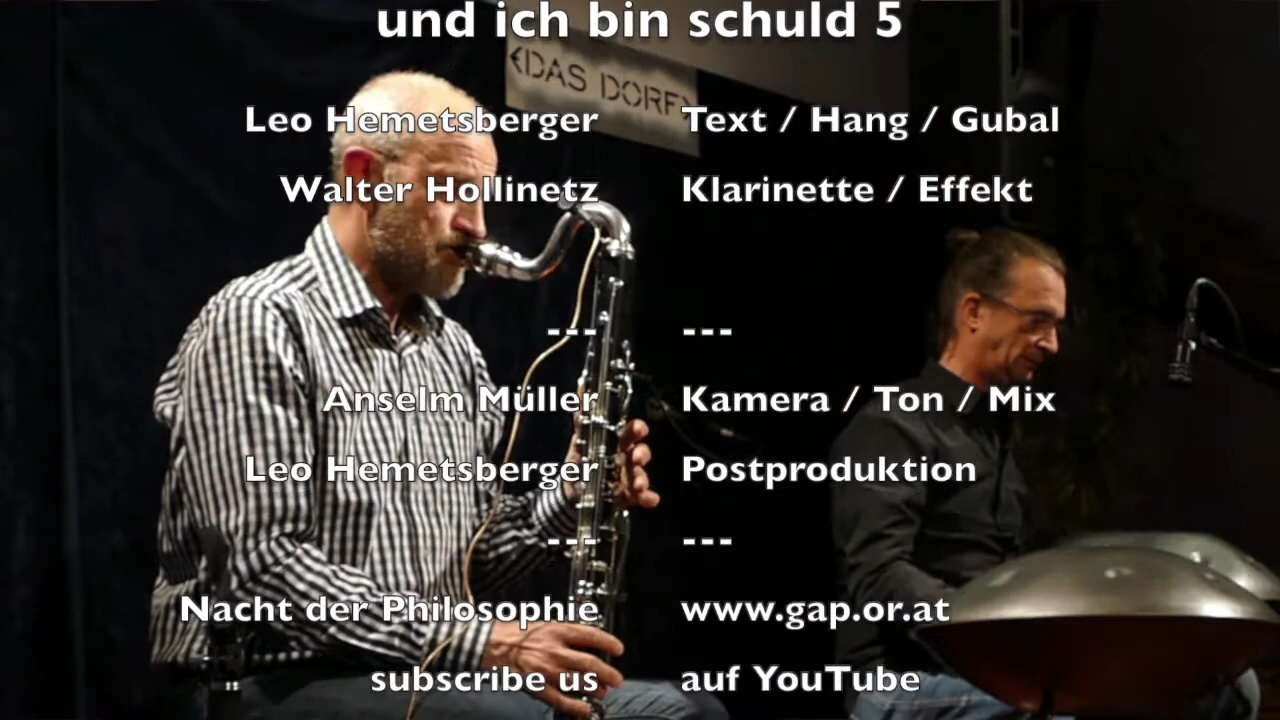 und ich bin schuld 5
<DAS DORF>
Leo Hemetsberger Text / Hang / Gubal
Walter Hollinetz Klarinette / Effekt
--- ---
Anselm Müller Kamera / Ton / Mix
Leo Hemetsberger Postproduktion
--- ---
Nacht der Philosophie www.gap.or.at
subscribe us auf YouTube